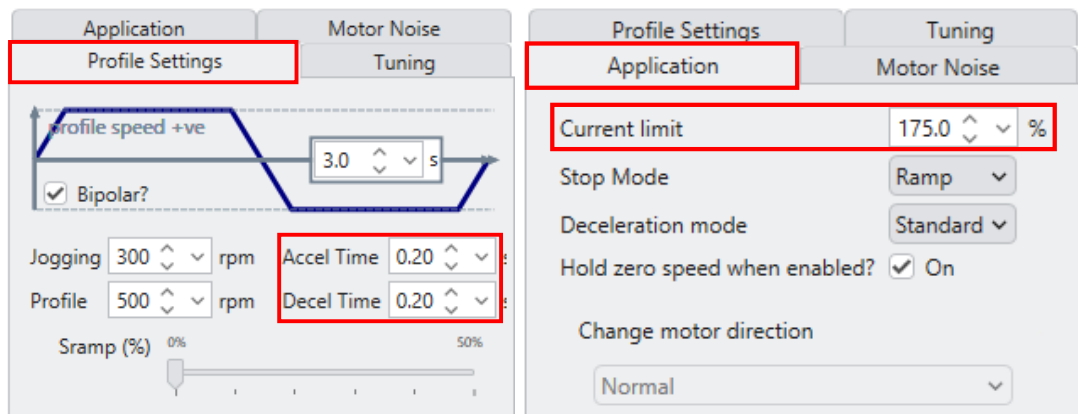 Application Motor Noise
Profile Settings Tuning
profile speed +ve
3.0 s
Bipolar?
Jogging 300 rpm Accel Time 0.20 s
Profile 500 rpm Decel Time 0.20 s
Sramp (%) 0% 50%
Profile Settings Tuning
Application Motor Noise
Current limit 175.0 %
Stop Mode Ramp
Deceleration mode Standard
Hold zero speed when enabled? On
Change motor direction
Normal